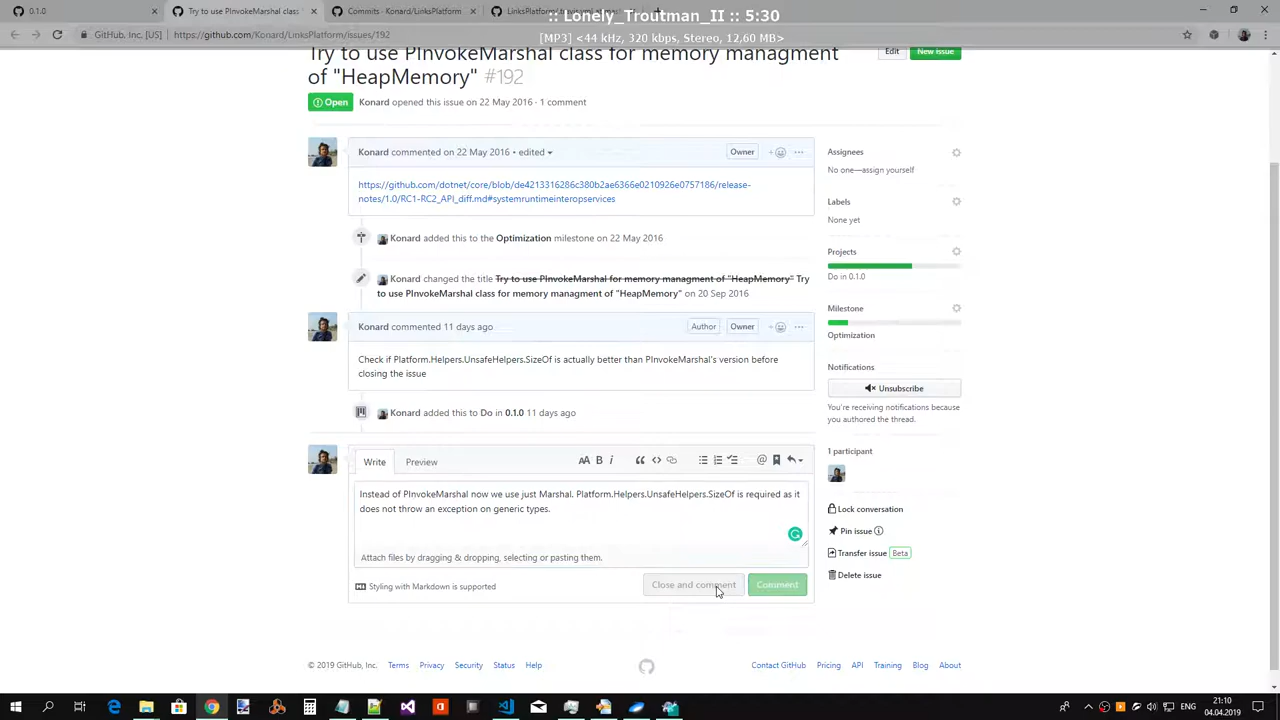 0.1.0
Try to use PInvokeMarshal class
Commits · Konard/LinksPlatform
:: Lonely_Troutman_II :: 5:30
[MP3] <44 kHz, 320 kbps, Stereo, 12,60 MB>
GitHub, Inc. [US]
https://github.com/Konard/LinksPlatform/issues/192
Try to use PInvokeMarshal class for memory managment
of "HeapMemory" #192
Edit
New issue
Open
Konard opened this issue on 22 May 2016 · 1 comment
Konard commented on 22 May 2016 • edited
Owner
https://github.com/dotnet/core/blob/de4213316286c380b2ae6366e0210926e0757186/release-
notes/1.0/RC1-RC2_API_diff.md#systemruntimeinteropservices
Konard added this to the Optimization milestone on 22 May 2016
Konard changed the title Try to use PInvokeMarshal for memory managment of "HeapMemory" Try
to use PInvokeMarshal class for memory managment of "HeapMemory" on 20 Sep 2016
Konard commented 11 days ago
Author
Owner
Check if Platform.Helpers.UnsafeHelpers.SizeOf is actually better than PInvokeMarshal's version before
closing the issue
Konard added this to Do in 0.1.0 11 days ago
Write
Preview
Instead of PInvokeMarshal now we use just Marshal. Platform.Helpers.UnsafeHelpers.SizeOf is required as it
does not throw an exception on generic types.
Attach files by dragging & dropping, selecting or pasting them.
Styling with Markdown is supported
Close and comment
Comment
Assignees
No one—assign yourself
Labels
None yet
Projects
Do in 0.1.0
Milestone
Optimization
Notifications
Unsubscribe
You're receiving notifications because
you authored the thread.
1 participant
Lock conversation
Pin issue
Transfer issue Beta
Delete issue
© 2019 GitHub, Inc.
Terms
Privacy
Security
Status
Help
Contact GitHub
Pricing
API
Training
Blog
About
ENG
21:10
04.04.2019